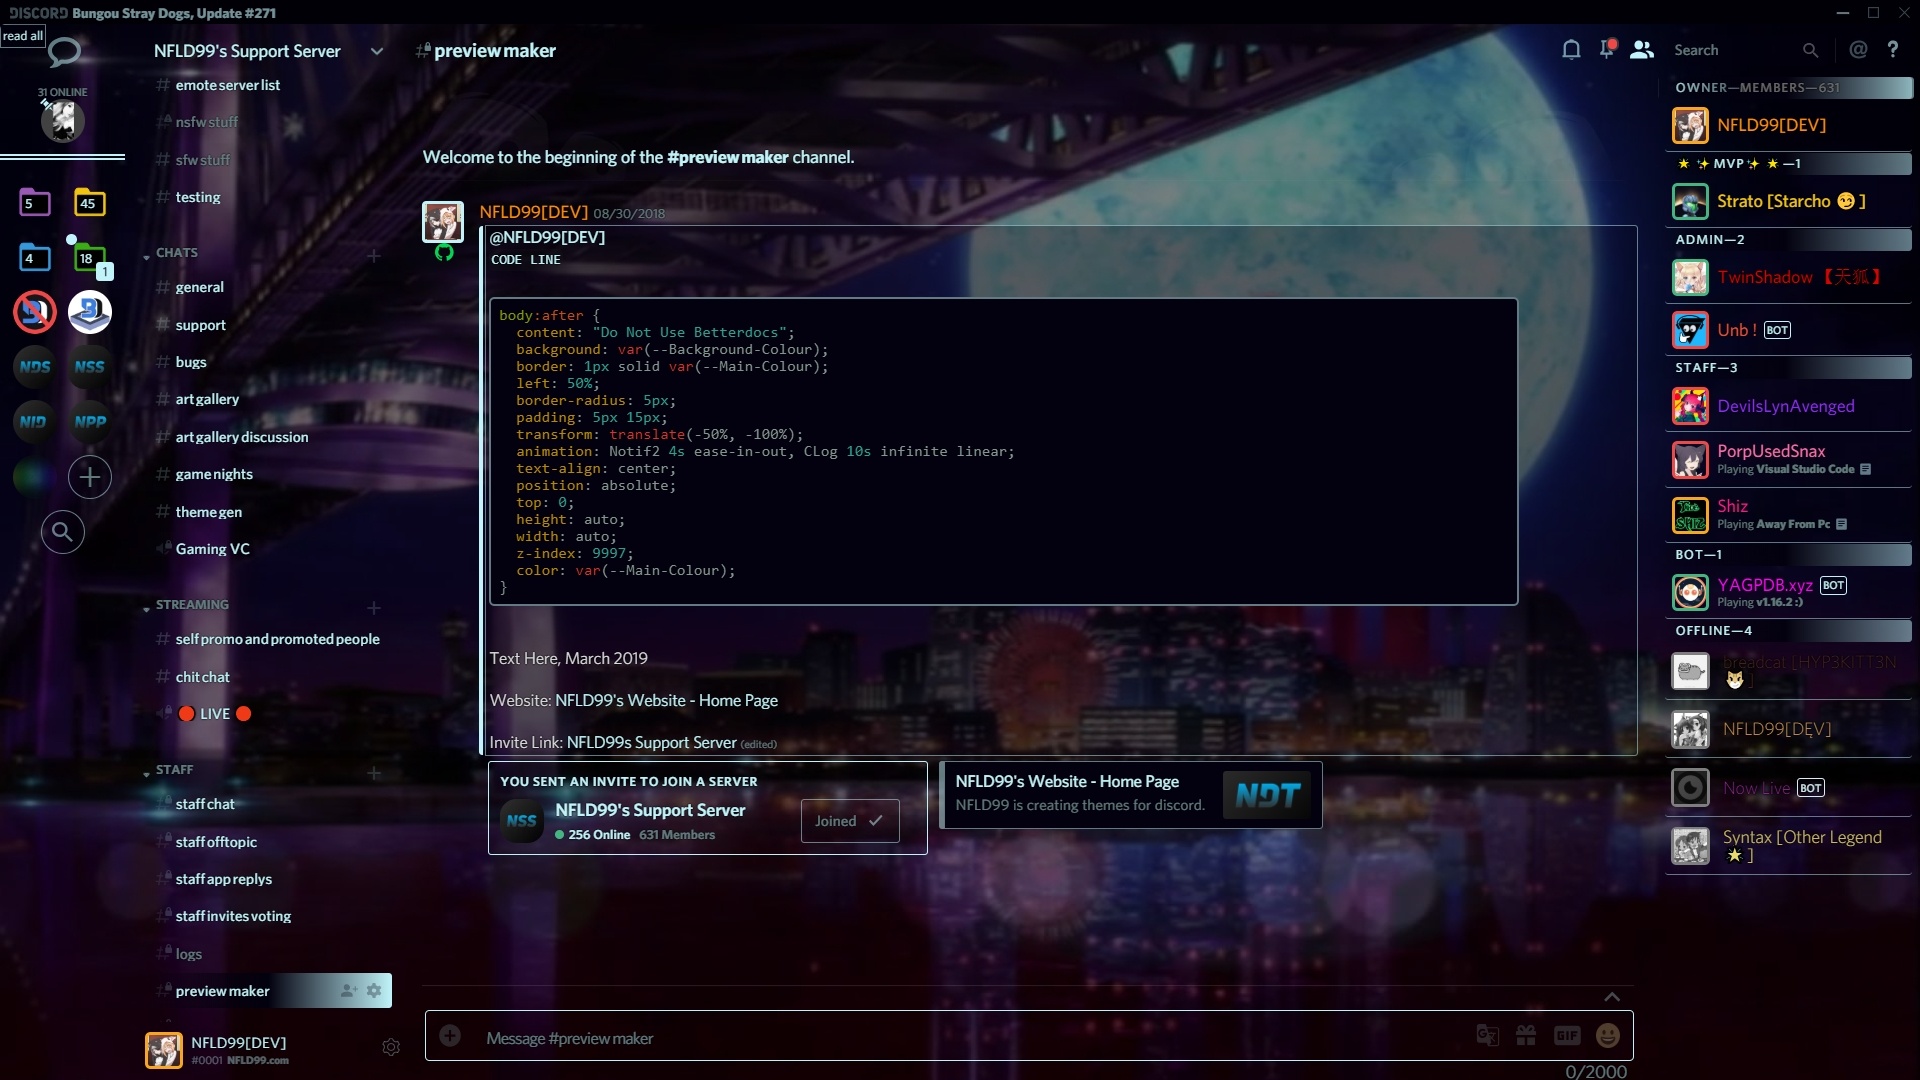 DISCORD Bungou Stray Dogs, Update #271
read all
31 ONLINE
5
45
4
18
1
NDS
NSS
NID
NPP
NFLD99's Support Server
emote server list
nsfw stuff
sfw stuff
testing
CHATS
general
support
bugs
art gallery
art gallery discussion
game nights
theme gen
Gaming VC
STREAMING
self promo and promoted people
chit chat
🔴 LIVE 🔴
STAFF
staff chat
staff offtopic
staff app replys
staff invites voting
logs
preview maker
NFLD99[DEV]
#0001 NFLD99.com
# preview maker
Search
@ ?
Welcome to the beginning of the #preview maker channel.
NFLD99[DEV] 08/30/2018
@NFLD99[DEV]
CODE LINE
body:after {
content: "Do Not Use Betterdocs";
background: var(--Background-Colour);
border: 1px solid var(--Main-Colour);
left: 50%;
border-radius: 5px;
padding: 5px 15px;
transform: translate(-50%, -100%);
animation: Notif2 4s ease-in-out, CLog 10s infinite linear;
text-align: center;
position: absolute;
top: 0;
height: auto;
width: auto;
z-index: 9997;
color: var(--Main-Colour);
}
Text Here, March 2019
Website: NFLD99's Website - Home Page
Invite Link: NFLD99s Support Server (edited)
YOU SENT AN INVITE TO JOIN A SERVER
NSS
NFLD99's Support Server
256 Online 631 Members
Joined
NFLD99's Website - Home Page
NFLD99 is creating themes for discord.
NDT
Message #preview maker
GIF
0/2000
OWNER—MEMBERS—631
NFLD99[DEV]
⭐ ✨ MVP ✨ ⭐ —1
Strato [Starcho 😏 ]
ADMIN—2
TwinShadow 【天狐】
Unb ! BOT
STAFF—3
DevilsLynAvenged
PorpUsedSnax
Playing Visual Studio Code
Shiz
Playing Away From Pc
BOT—1
YAGPDB.xyz BOT
Playing v1.16.2 :)
OFFLINE—4
breadcat [HYP3KITT3N
🐱 ]
NFLD99[DEV]
Now Live BOT
Syntax [Other Legend
🌟 ]